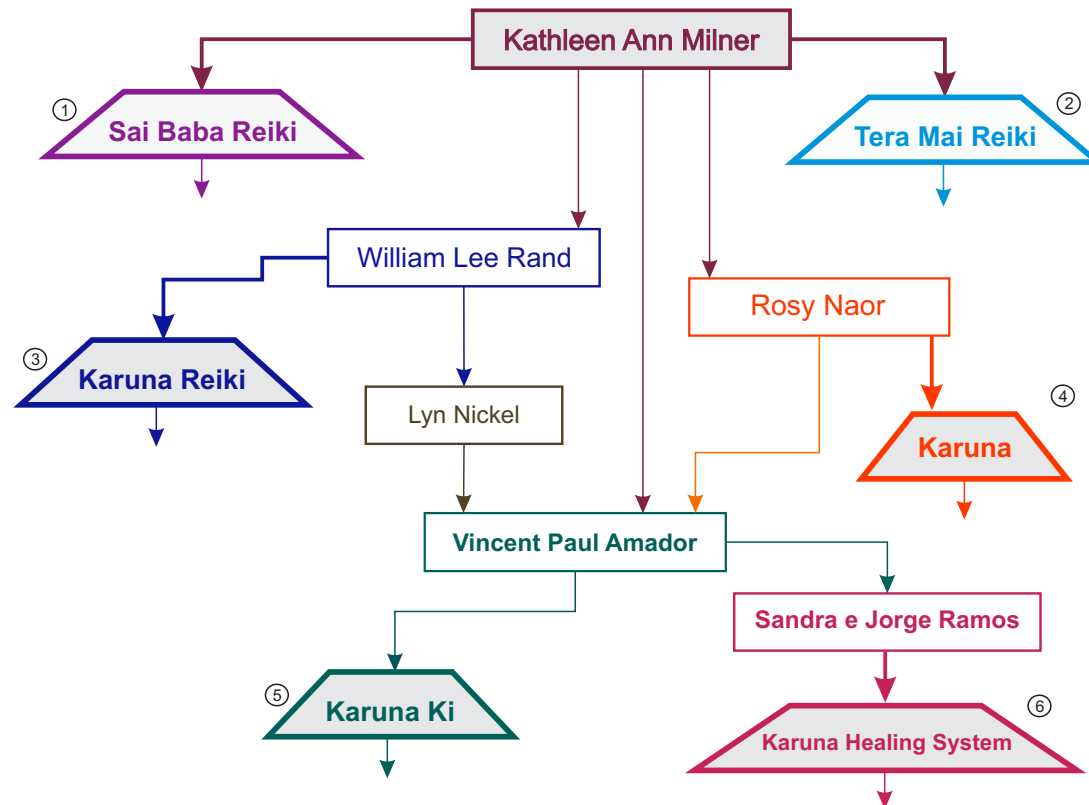 Kathleen Ann Milner
1
Sai Baba Reiki
2
Tera Mai Reiki
William Lee Rand
Rosy Naor
3
Karuna Reiki
Lyn Nickel
4
Karuna
Vincent Paul Amador
Sandra e Jorge Ramos
5
Karuna Ki
6
Karuna Healing System